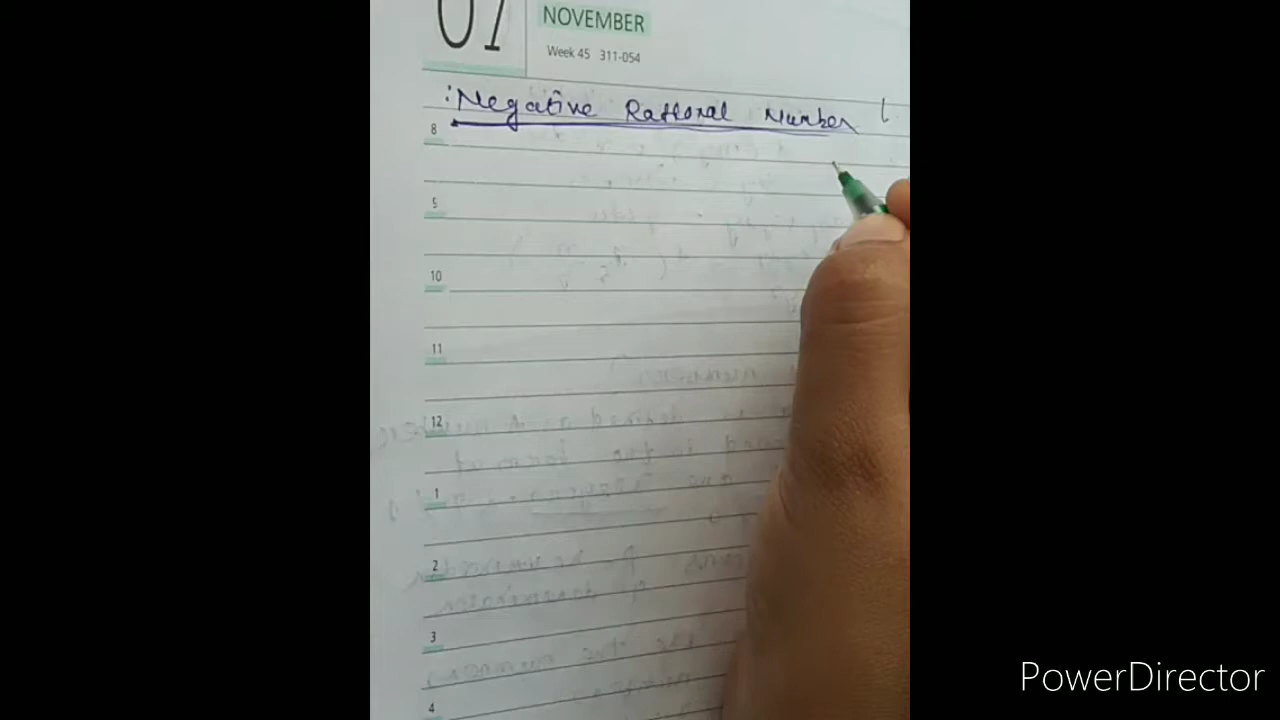 07
NOVEMBER
Week 45 311-054
:Negative Rational Number
8
9
10
11
12
1
2
3
4
PowerDirector